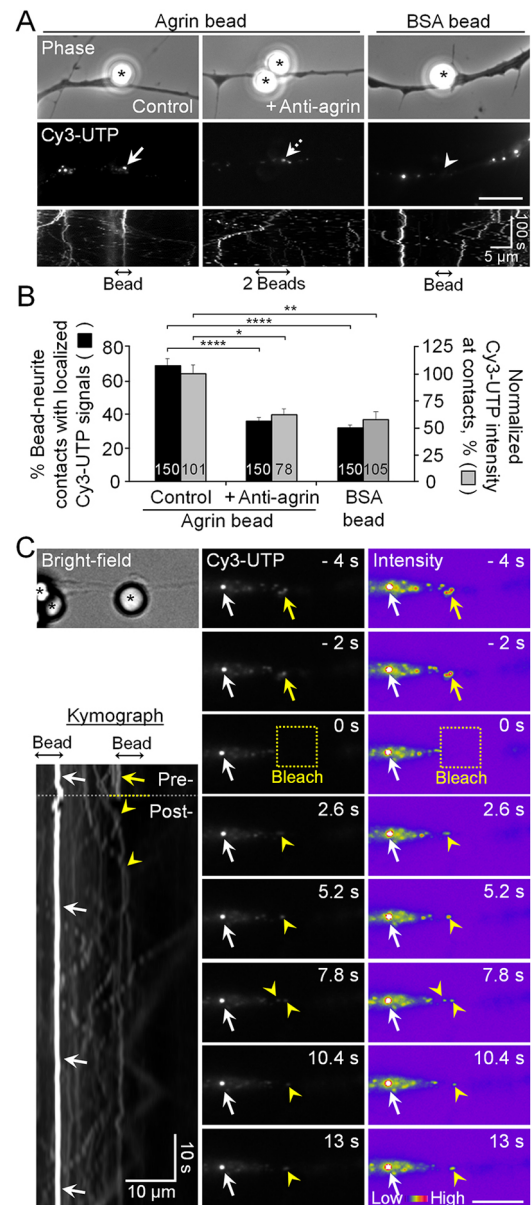 A
Agrin bead
BSA bead
Phase
* * * *
Control
+ Anti-agrin
Cy3-UTP
100 s
5 µm
Bead
2 Beads
Bead
B
% Bead-neurite
contacts with localized
Cy3-UTP signals ( )
80
60
40
20
0
**
****
*
****
150 101 150 78 150 105
125
100
75
50
25
0
Normalized
Cy3-UTP intensity
at contacts, % ( )
Control
+ Anti-agrin
BSA
bead
Agrin bead
C
Bright-field
* * *
Cy3-UTP
- 4 s
Intensity
- 4 s
- 2 s
- 2 s
Kymograph
Bead
Bead
Pre-
Post-
10 s
10 µm
0 s
Bleach
0 s
Bleach
2.6 s
2.6 s
5.2 s
5.2 s
7.8 s
7.8 s
10.4 s
10.4 s
13 s
13 s
Low High